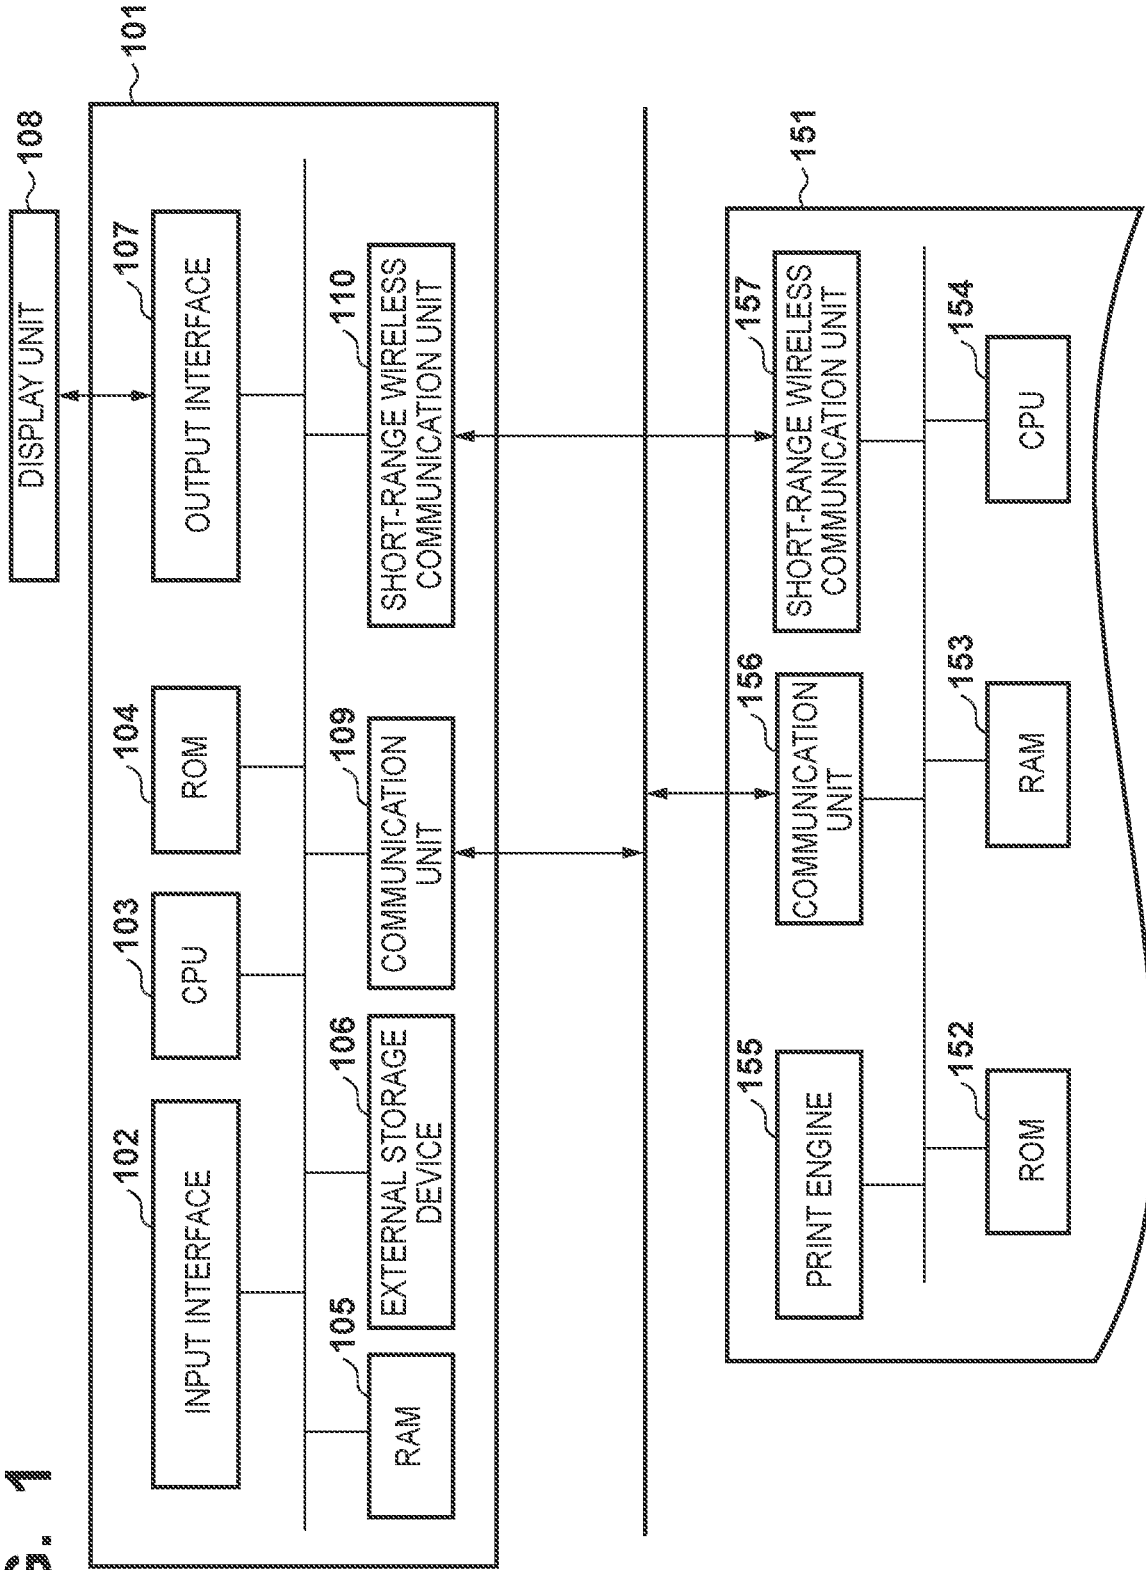 G. 1
DISPLAY UNIT
108
101
INPUT INTERFACE
102
CPU
103
ROM
104
OUTPUT INTERFACE
107
RAM
105
EXTERNAL STORAGE
DEVICE
106
COMMUNICATION
UNIT
109
SHORT-RANGE WIRELESS
COMMUNICATION UNIT
110
151
PRINT ENGINE
155
COMMUNICATION
UNIT
156
SHORT-RANGE WIRELESS
COMMUNICATION UNIT
157
ROM
152
RAM
153
CPU
154